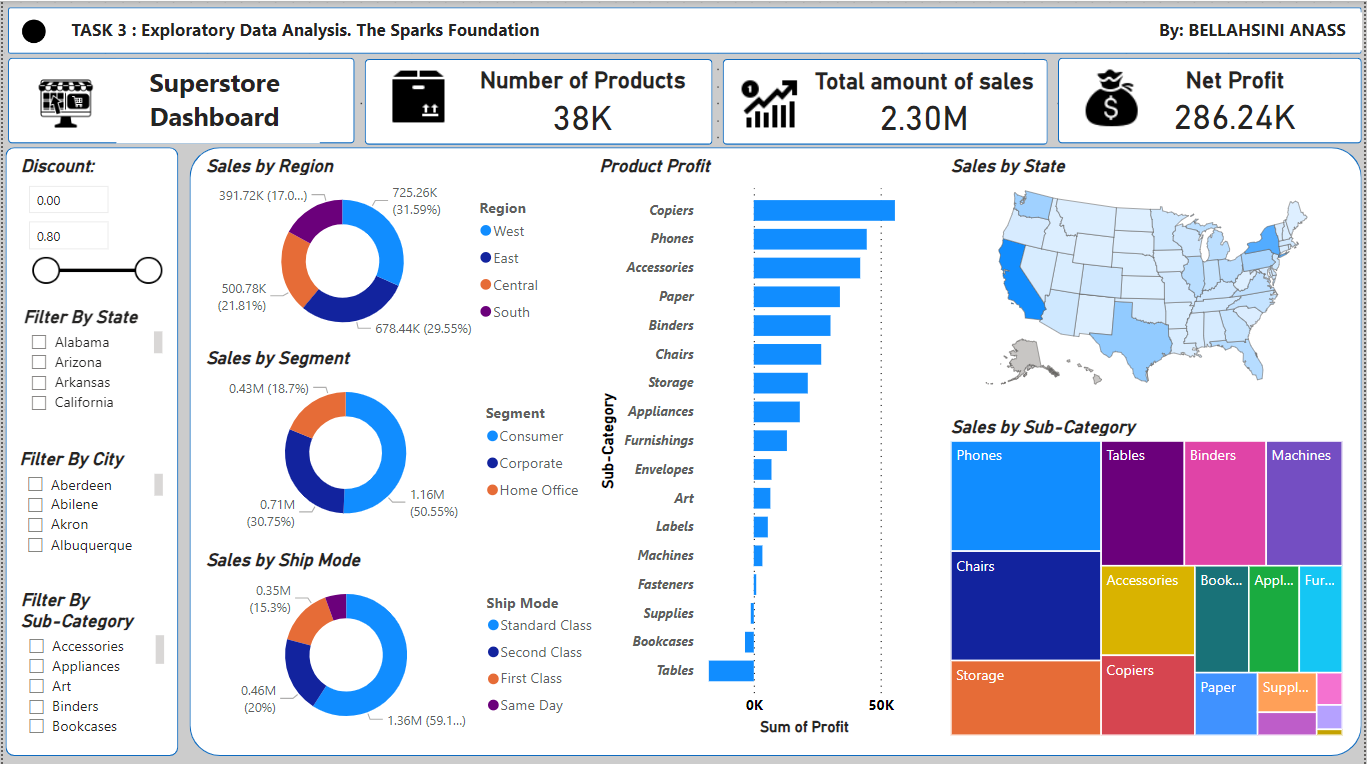 TASK 3 : Exploratory Data Analysis. The Sparks Foundation
By: BELLAHSINI ANASS
Superstore
Dashboard
Number of Products
38K
Total amount of sales
2.30M
Net Profit
286.24K
Discount:
0.00
0.80
Filter By State
Alabama
Arizona
Arkansas
California
Filter By City
Aberdeen
Abilene
Akron
Albuquerque
Filter By
Sub-Category
Accessories
Appliances
Art
Binders
Bookcases
Sales by Region
391.72K (17.0...)
725.26K
(31.59%)
500.78K
(21.81%)
678.44K (29.55%)
Region
West
East
Central
South
Sales by Segment
0.43M (18.7%)
0.71M
(30.75%)
1.16M
(50.55%)
Segment
Consumer
Corporate
Home Office
Sales by Ship Mode
0.35M
(15.3%)
0.46M
(20%)
1.36M (59.1...)
Ship Mode
Standard Class
Second Class
First Class
Same Day
Product Profit
Sub-Category
Copiers
Phones
Accessories
Paper
Binders
Chairs
Storage
Appliances
Furnishings
Envelopes
Art
Labels
Machines
Fasteners
Supplies
Bookcases
Tables
0K
50K
Sum of Profit
Sales by State
Sales by Sub-Category
Phones
Tables
Binders
Machines
Chairs
Accessories
Book...
Appl...
Fur...
Storage
Copiers
Paper
Suppl...